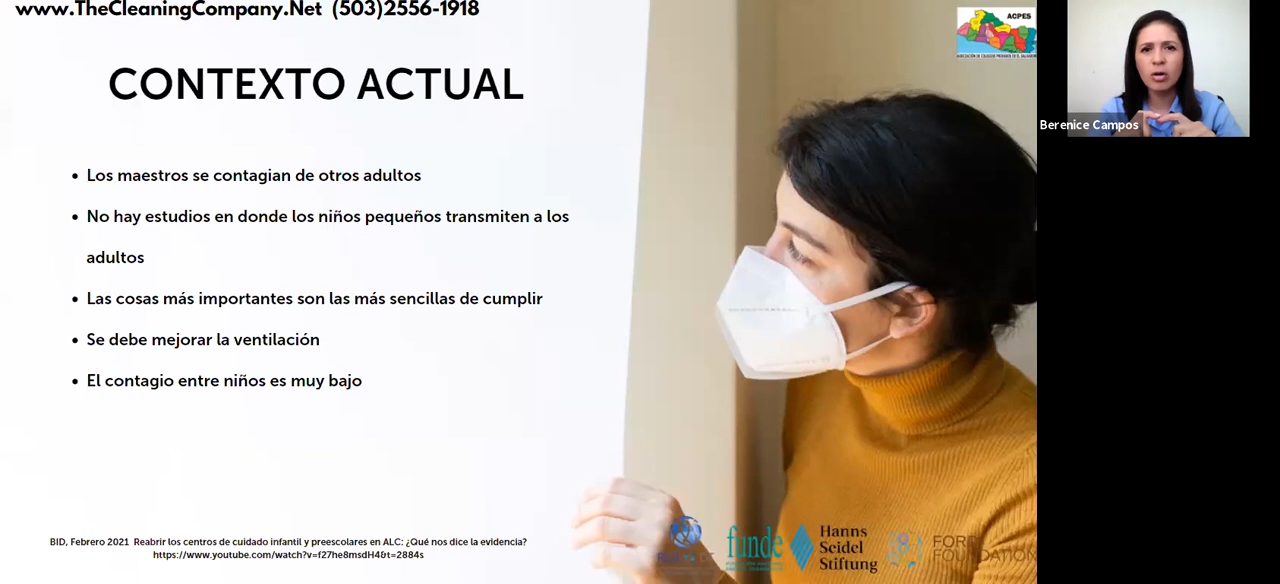 www.TheCleaningCompany.Net (503)2556-1918
ACPES
CONTEXTO ACTUAL
Berenice Campos
• Los maestros se contagian de otros adultos
• No hay estudios en donde los niños pequeños transmiten a los
adultos
• Las cosas más importantes son las más sencillas de cumplir
• Se debe mejorar la ventilación
• El contagio entre niños es muy bajo
funde
Hanns
Seidel
Stiftung
FORD
FOUNDATION
BID, Febrero 2021 Reabrir los centros de cuidado infantil y preescolares en ALC: ¿Qué nos dice la evidencia?
https://www.youtube.com/watch?v=f27he8msdH4&t=2884s